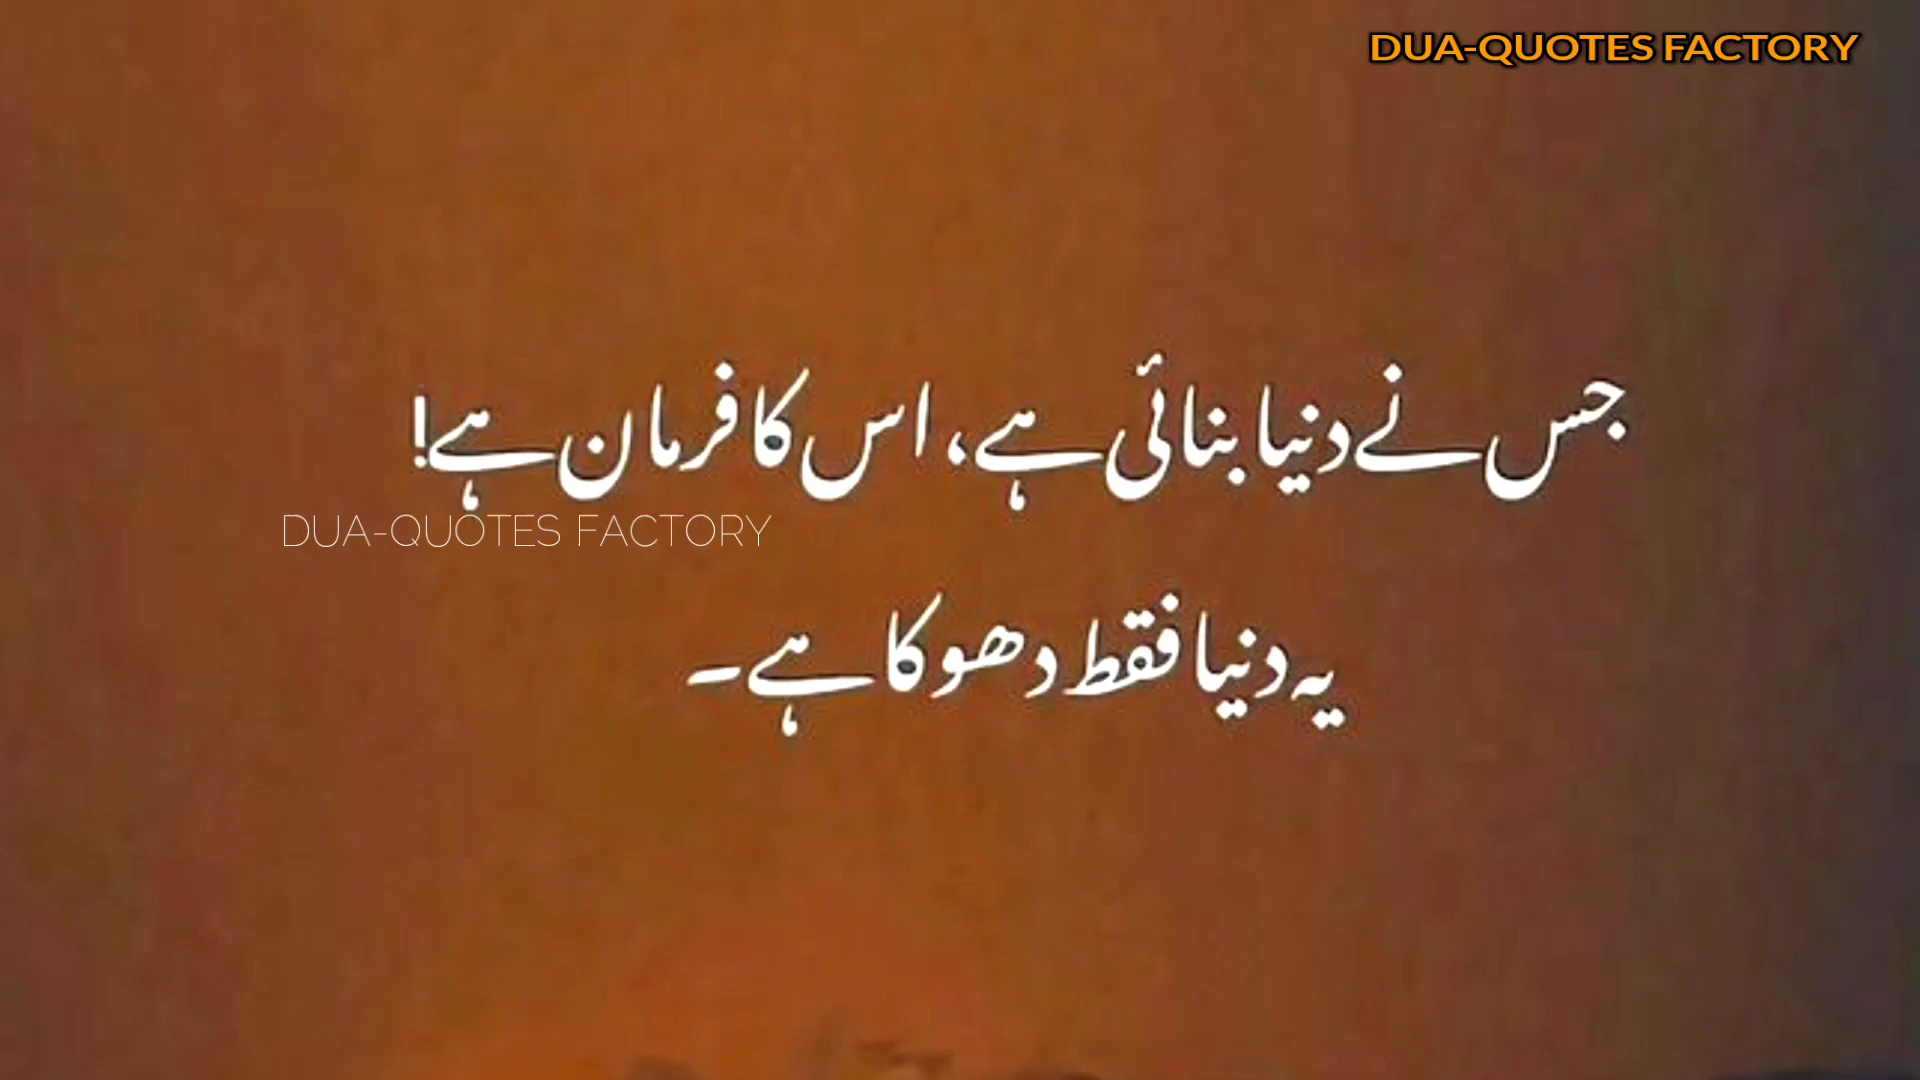 DUA-QUOTES FACTORY
جس نے دنیا بنائی ہے، اس کا فرمان ہے!
DUA-QUOTES FACTORY
یہ دنیا فقط دھوکا ہے۔